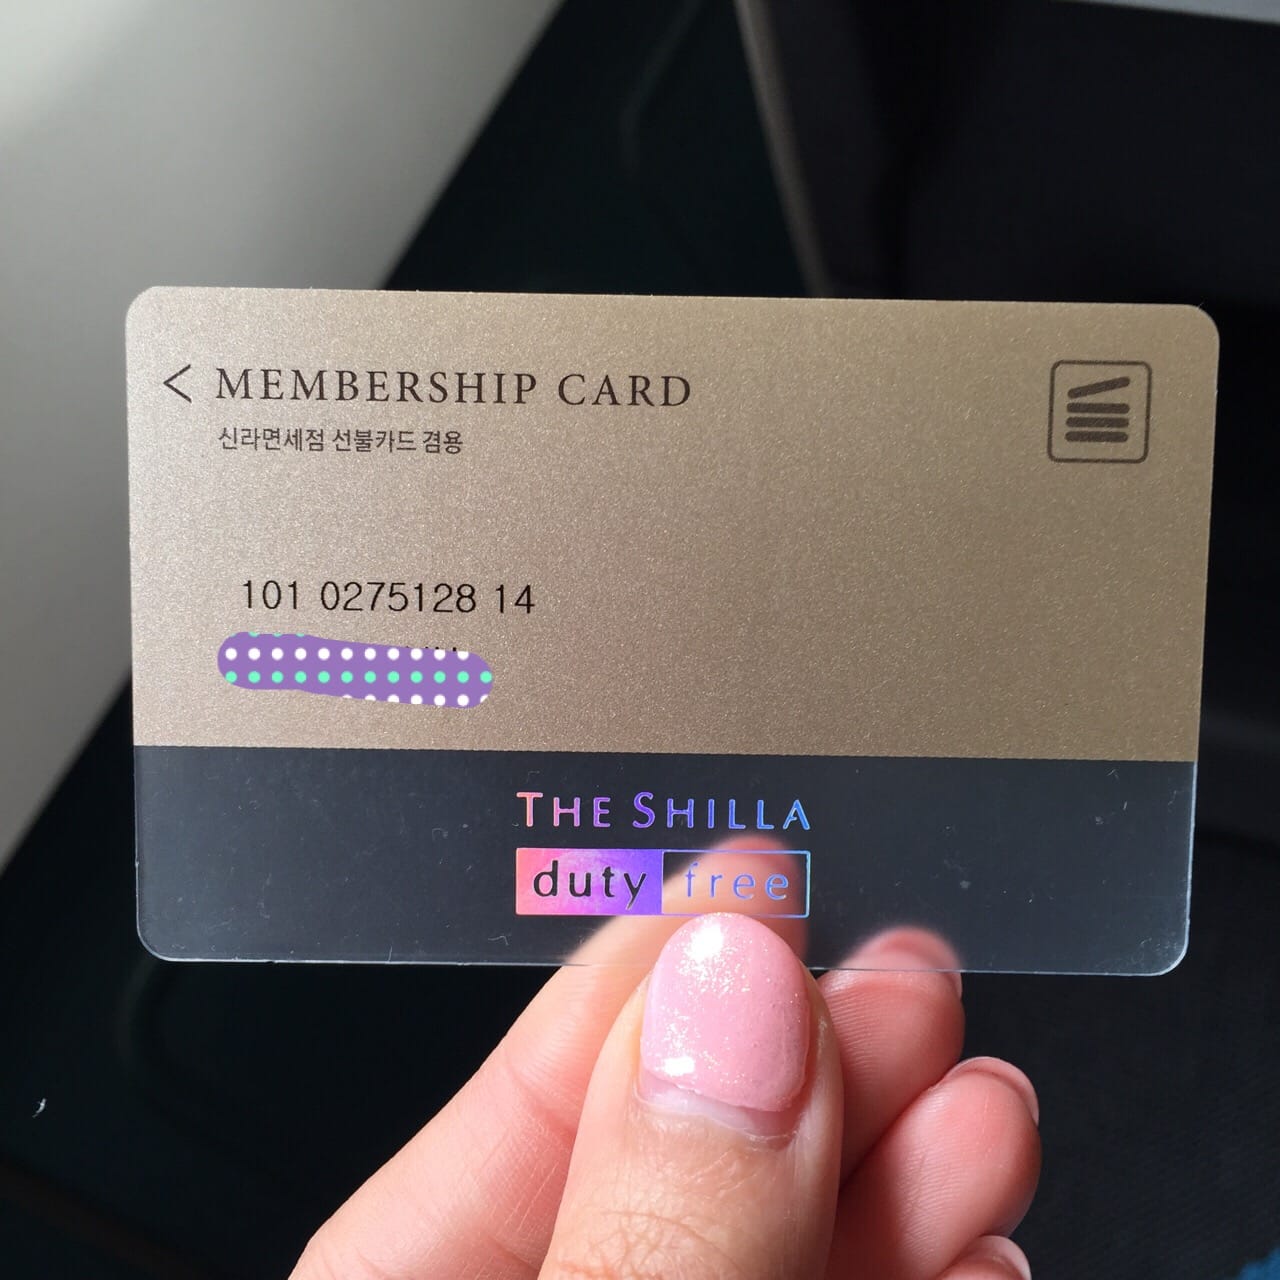 < MEMBERSHIP CARD
신라면세점 선불카드 겸용
101 0275128 14
THE SHILLA
duty free